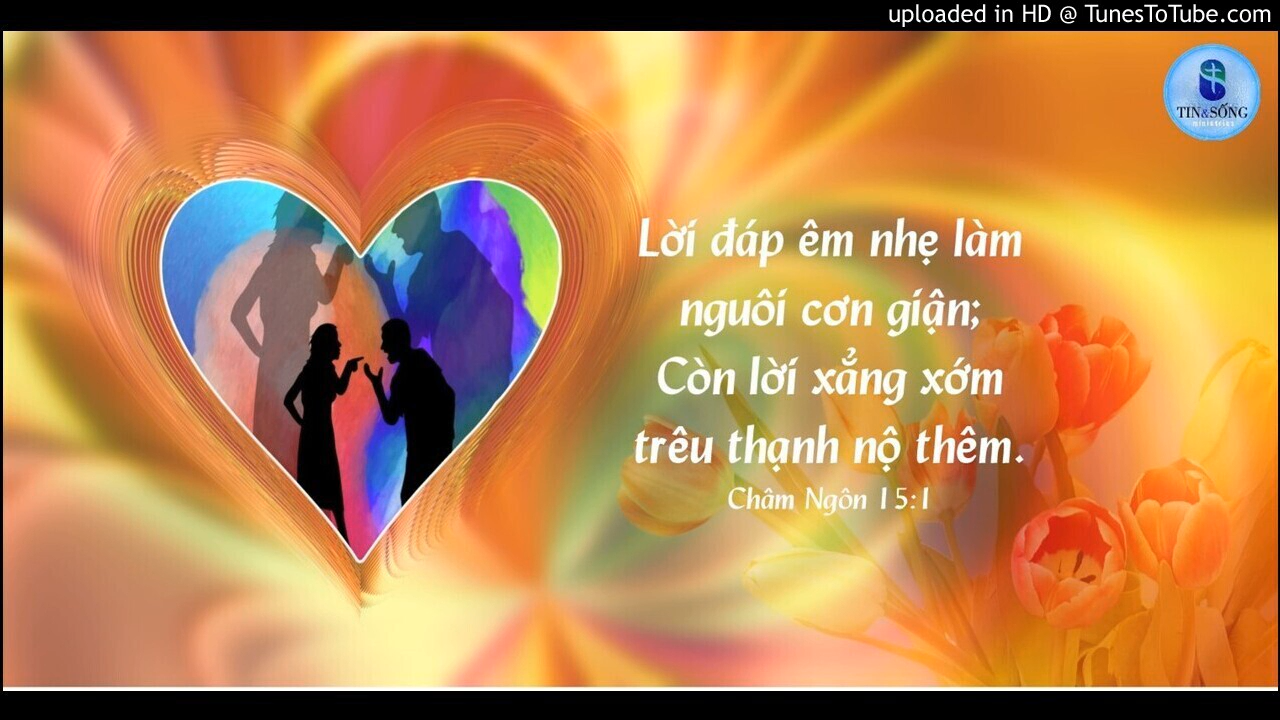 uploaded in HD @ TunesToTube.com
TIN&SỐNG
ministries
Lời đáp êm nhẹ làm
nguôi cơn giận;
Còn lời xẳng xớm
trêu thạnh nộ thêm.
Châm Ngôn 15:1